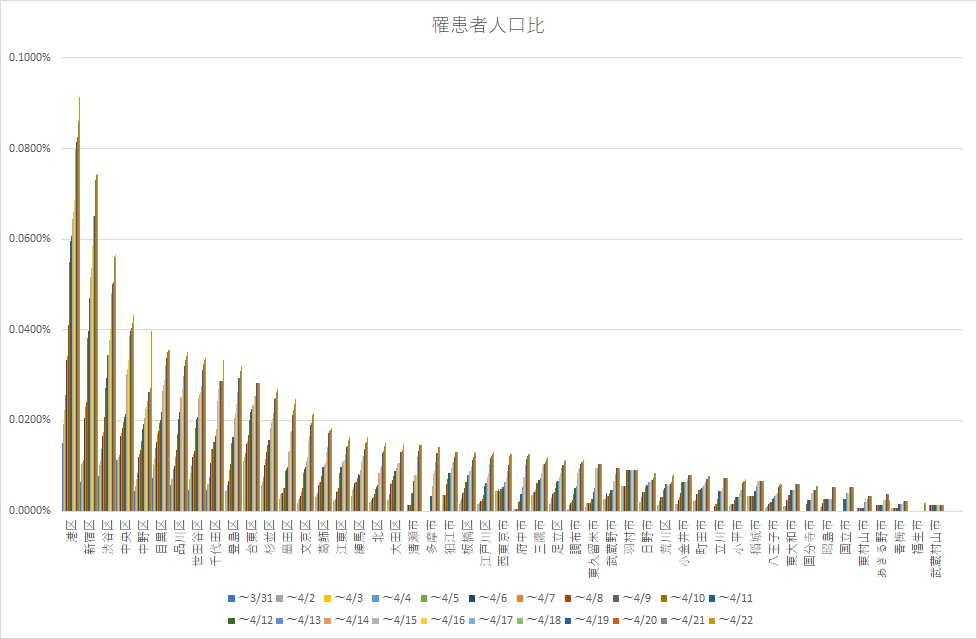 罹患者人口比
0.1000%
0.0800%
0.0600%
0.0400%
0.0200%
0.0000%
港区
新宿区
渋谷区
中央区
中野区
目黒区
品川区
世田谷区
千代田区
豊島区
台東区
杉並区
墨田区
文京区
葛飾区
江東区
練馬区
北区
大田区
清瀬市
多摩市
狛江市
板橋区
江戸川区
西東京市
府中市
三鷹市
足立区
調布市
東久留米市
武蔵野市
羽村市
日野市
荒川区
小金井市
町田市
立川市
小平市
稲城市
八王子市
東大和市
国分寺市
昭島市
国立市
東村山市
あきる野市
青梅市
福生市
武蔵村山市
～3/31 ～4/2 ～4/3 ～4/4 ～4/5 ～4/6 ～4/7 ～4/8 ～4/9 ～4/10 ～4/11
～4/12 ～4/13 ～4/14 ～4/15 ～4/16 ～4/17 ～4/18 ～4/19 ～4/20 ～4/21 ～4/22